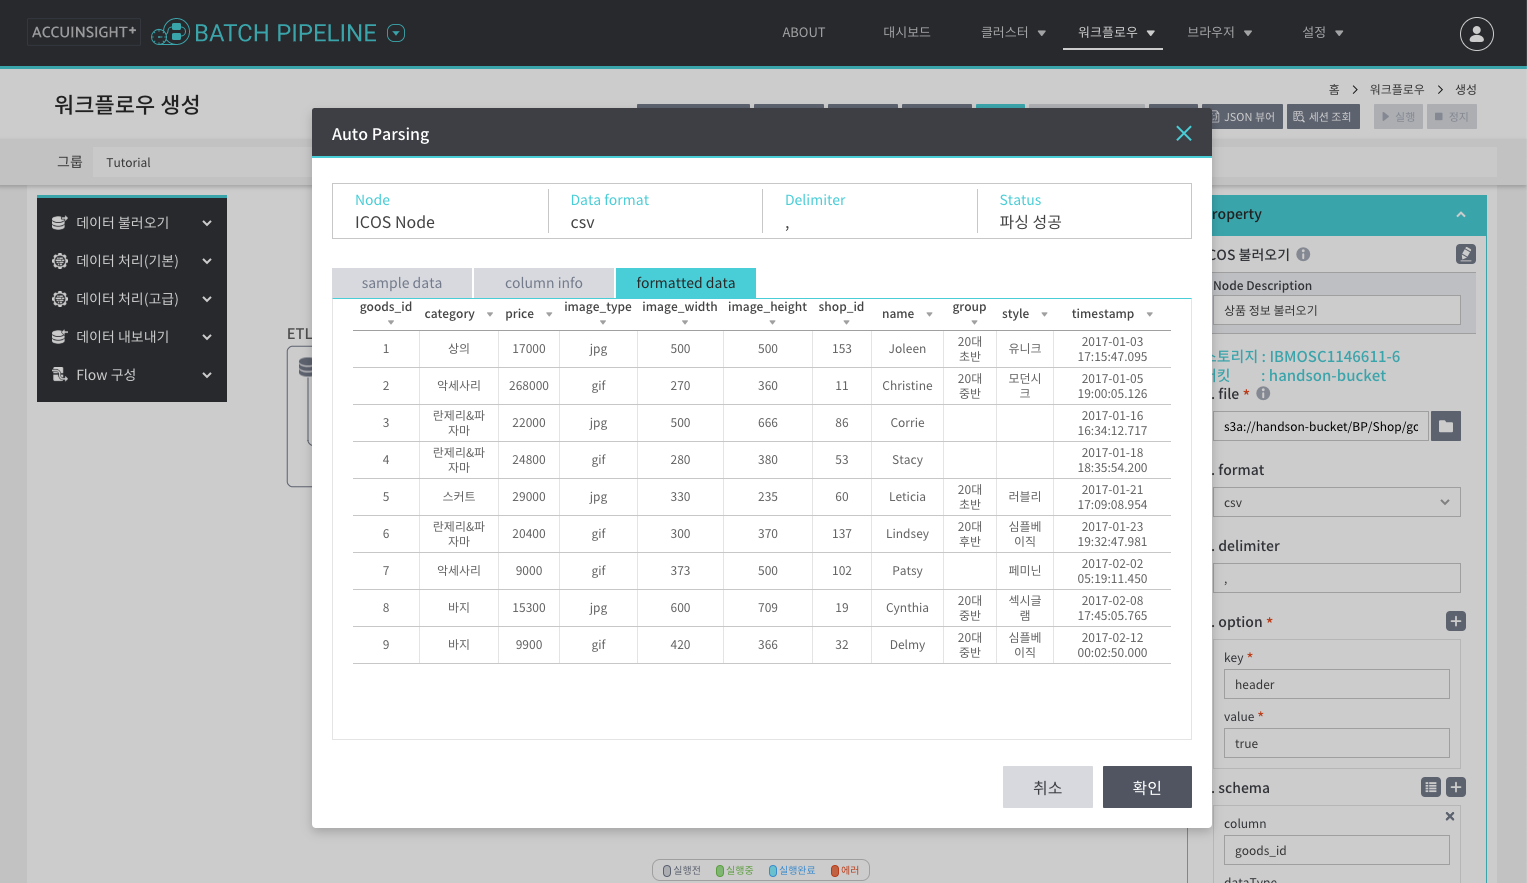 ACCUINSIGHT+ BATCH PIPELINE ABOUT 대시보드 클러스터 워크플로우 브라우저 설정
홈 > 워크플로우 > 생성
워크플로우 생성
JSON 뷰어 세션 조회 실행 정지
그룹 Tutorial
데이터 불러오기
데이터 처리(기본)
데이터 처리(고급)
데이터 내보내기
Flow 구성
ETL
Auto Parsing
Node Data format Delimiter Status
ICOS Node csv , 파싱 성공
sample data column info formatted data
goods_id category price image_type image_width image_height shop_id name group style timestamp
1 상의 17000 jpg 500 500 153 Joleen 20대 초반 유니크 2017-01-03 17:15:47.095
2 악세사리 268000 gif 270 360 11 Christine 20대 중반 모던시크 2017-01-05 19:00:05.126
3 란제리&파자마 22000 jpg 500 666 86 Corrie 2017-01-16 16:34:12.717
4 란제리&파자마 24800 gif 280 380 53 Stacy 2017-01-18 18:35:54.200
5 스커트 29000 jpg 330 235 60 Leticia 20대 초반 러블리 2017-01-21 17:09:08.954
6 란제리&파자마 20400 gif 300 370 137 Lindsey 20대 후반 심플베이직 2017-01-23 19:32:47.981
7 악세사리 9000 gif 373 500 102 Patsy 페미닌 2017-02-02 05:19:11.450
8 바지 15300 jpg 600 709 19 Cynthia 20대 중반 섹시글램 2017-02-08 17:45:05.765
9 바지 9900 gif 420 366 32 Delmy 20대 중반 심플베이직 2017-02-12 00:02:50.000
취소 확인
roperty
COS 불러오기
Node Description
상품 정보 불러오기
스토리지 : IBMOSC1146611-6
버킷 : handson-bucket
. file *
s3a://handson-bucket/BP/Shop/gc
. format
csv
. delimiter
,
. option *
key *
header
value *
true
. schema
column
goods_id
dataType
실행전 실행중 실행완료 에러